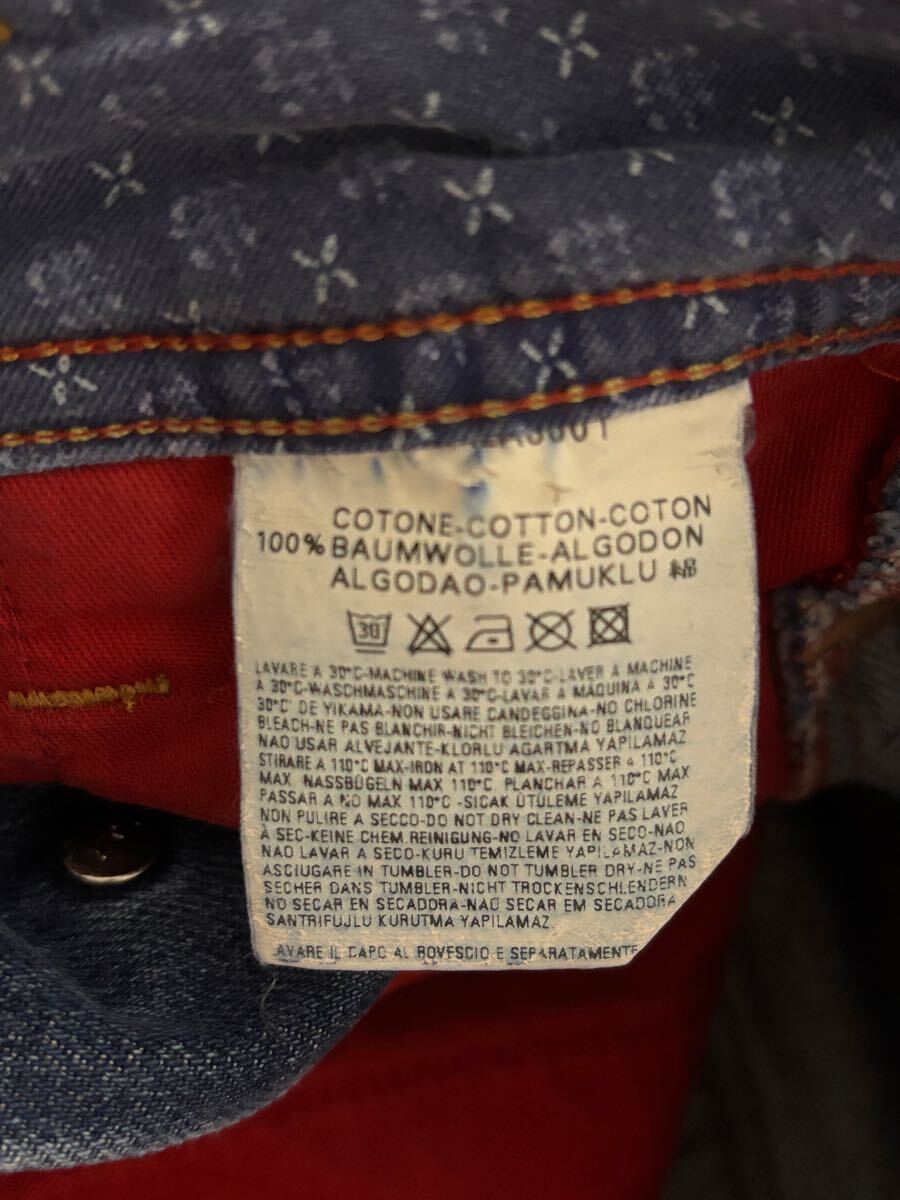 COTONE-COTTON-COTON
100% BAUMWOLLE-ALGODON
ALGODAO-PAMUKLU 綿
30
LAVARE A 30°C-MACHINE WASH TO 30°C-LAVER A MACHINE
A 30°C-WASCHMASCHINE A 30°C-LAVAR A MAQUINA A 30°C
30°C' DE YIKAMA-NON USARE CANDEGGINA-NO CHLORINE
BLEACH-NE PAS BLANCHIR-NICHT BLEICHEN-NO BLANQUEAR
NAO USAR ALVEJANTE-KLORLU AGARTMA YAPILAMAZ
STIRARE A 110°C MAX-IRON AT 110°C MAX-REPASSER A 110°C
MAX. NASSBÜGELN MAX 110°C. PLANCHAR A 110°C MAX
PASSAR A NO MAX 110°C -SICAK ÜTÜLEME YAPILAMAZ
NON PULIRE A SECCO-DO NOT DRY CLEAN-NE PAS LAVER
À SEC-KEINE CHEM.REINIGUNG-NO LAVAR EN SECO-NAO
NAO LAVAR A SECO-KURU TEMIZLEME YAPILAMAZ-NON
ASCIUGARE IN TUMBLER-DO NOT TUMBLER DRY-NE PAS
SECHER DANS TUMBLER-NICHT TROCKENSCHLENDERN
NO SECAR EN SECADORA-NAO SECAR EM SECADORA
SANTRIFUJLU KURUTMA YAPILAMAZ
AVARE IL CAPO AL ROVESCIO E SEPARATAMENTE